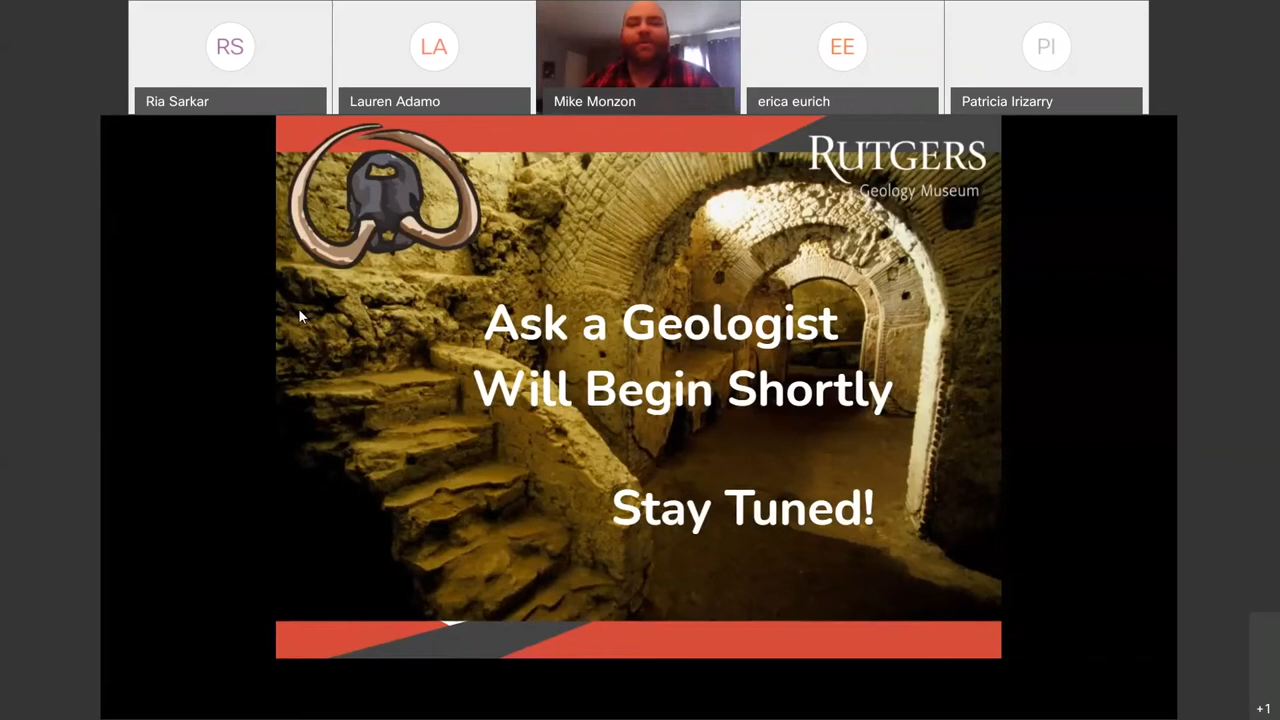 RS
LA
EE
PI
Ria Sarkar
Lauren Adamo
Mike Monzon
erica eurich
Patricia Irizarry
RUTGERS
Geology Museum
Ask a Geologist
Will Begin Shortly
Stay Tuned!
+1